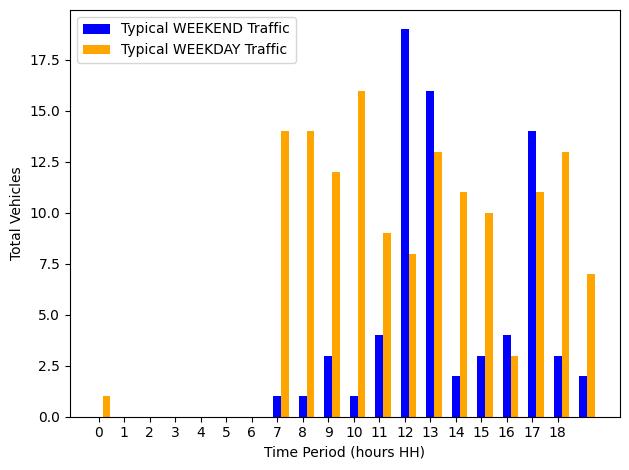 Typical WEEKEND Traffic
Typical WEEKDAY Traffic
17.5
15.0
12.5
10.0
7.5
5.0
2.5
0.0
Total Vehicles
0 1 2 3 4 5 6 7 8 9 10 11 12 13 14 15 16 17 18
Time Period (hours HH)